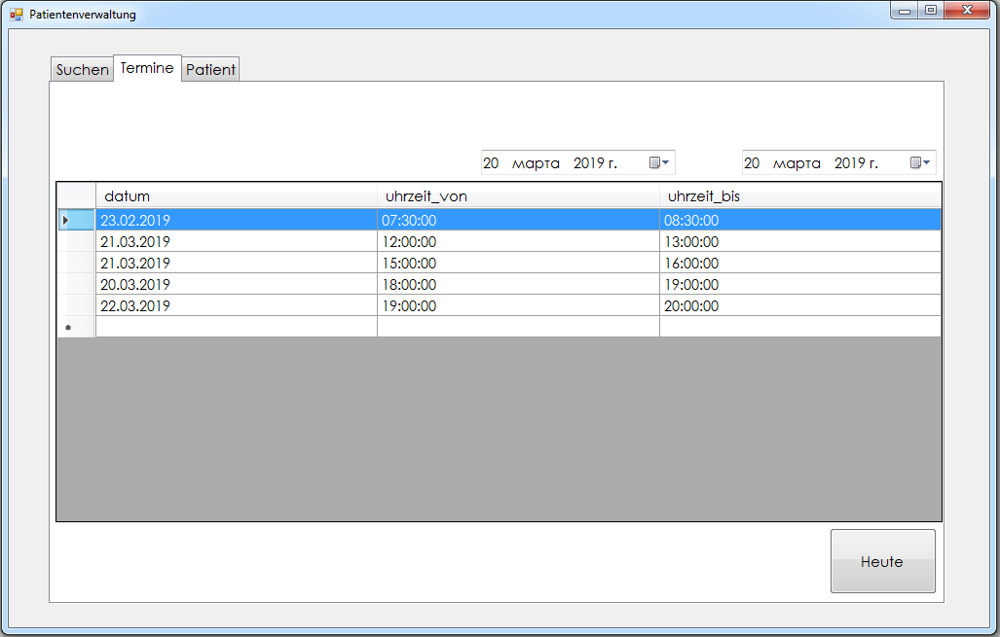 Patientenverwaltung
Suchen Termine Patient
20 марта 2019 г. 20 марта 2019 г.
datum uhrzeit_von uhrzeit_bis
23.02.2019 07:30:00 08:30:00
21.03.2019 12:00:00 13:00:00
21.03.2019 15:00:00 16:00:00
20.03.2019 18:00:00 19:00:00
22.03.2019 19:00:00 20:00:00
Heute